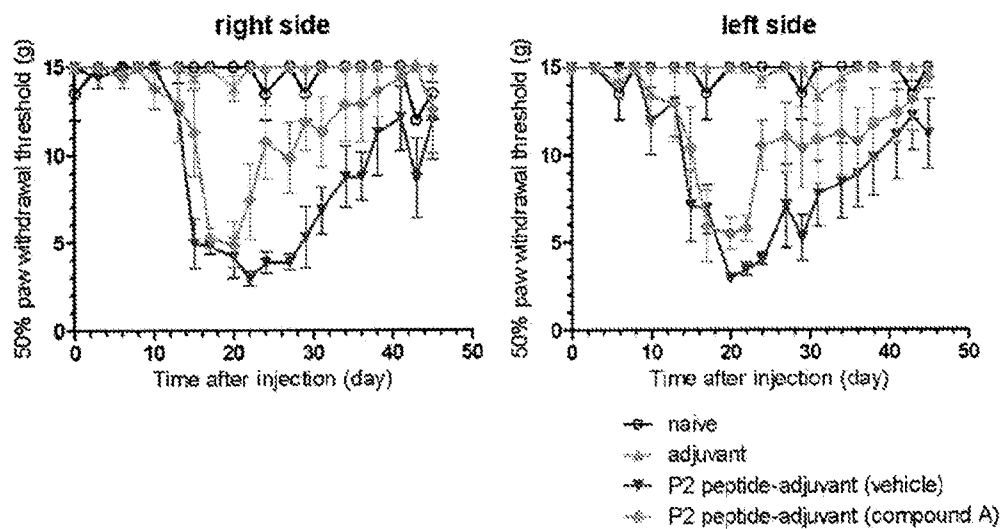 right side
50% paw withdrawal threshold (g)
15
10
5
0
0 10 20 30 40 50
Time after injection (day)
left side
50% paw withdrawal threshold (g)
15
10
5
0
0 10 20 30 40 50
Time after injection (day)
naive
adjuvant
P2 peptide-adjuvant (vehicle)
P2 peptide-adjuvant (compound A)